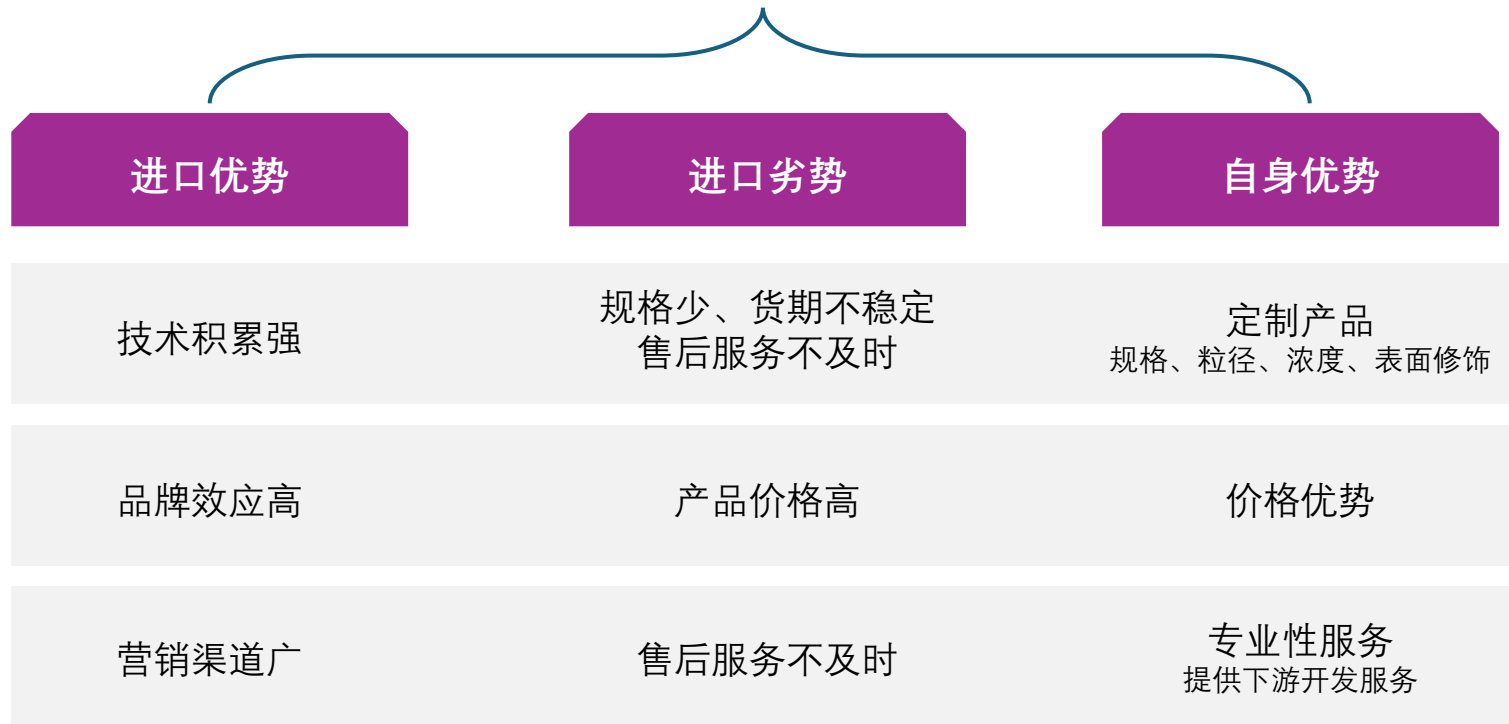 进口优势
进口劣势
自身优势
技术积累强
规格少、货期不稳定
售后服务不及时
定制产品
规格、粒径、浓度、表面修饰
品牌效应高
产品价格高
价格优势
营销渠道广
售后服务不及时
专业性服务
提供下游开发服务